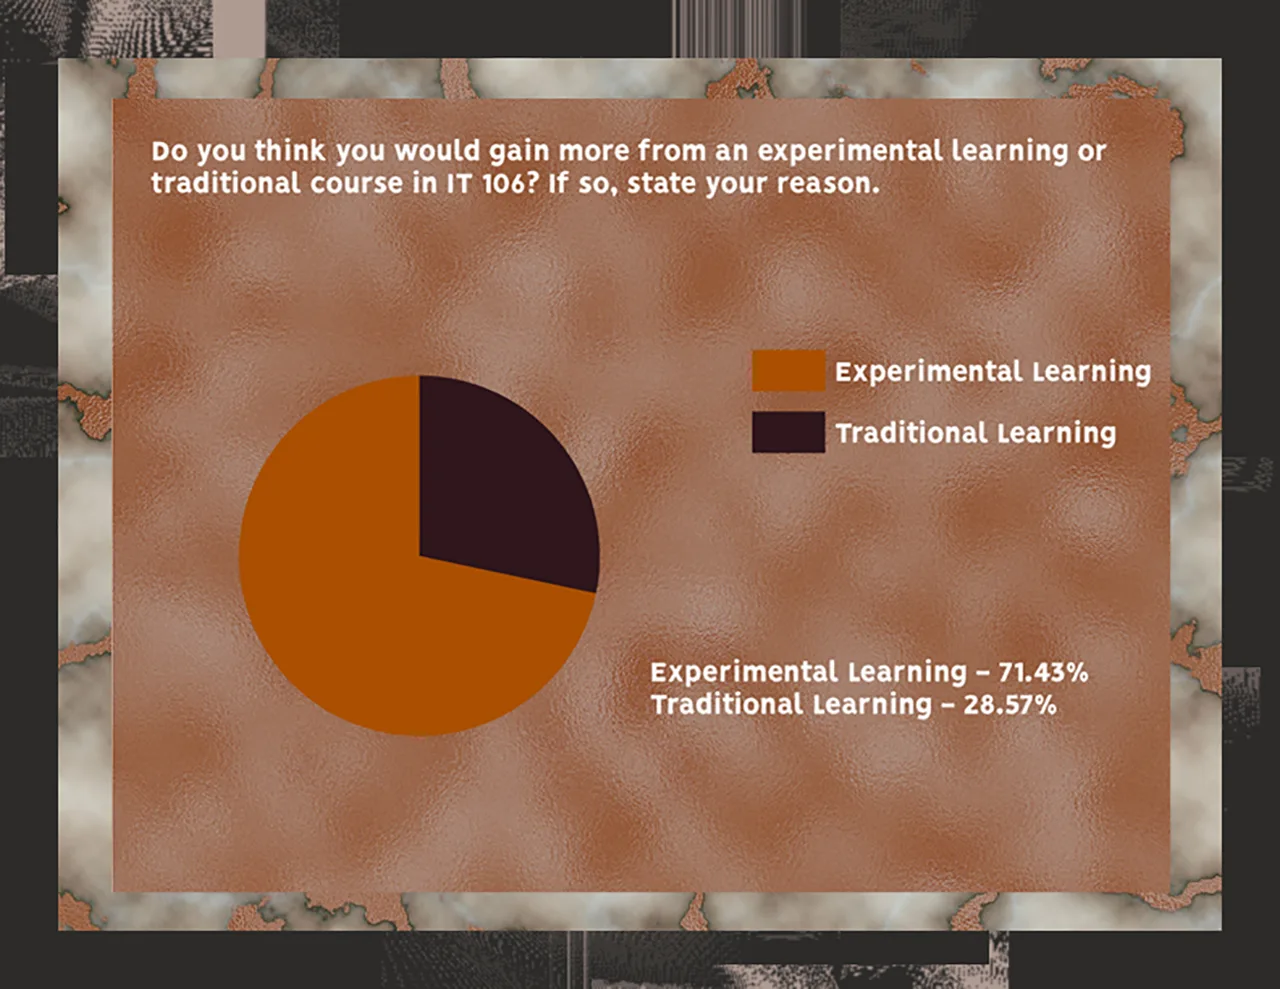 Do you think you would gain more from an experimental learning or
traditional course in IT 106? If so, state your reason.
Experimental Learning
Traditional Learning
Experimental Learning – 71.43%
Traditional Learning – 28.57%